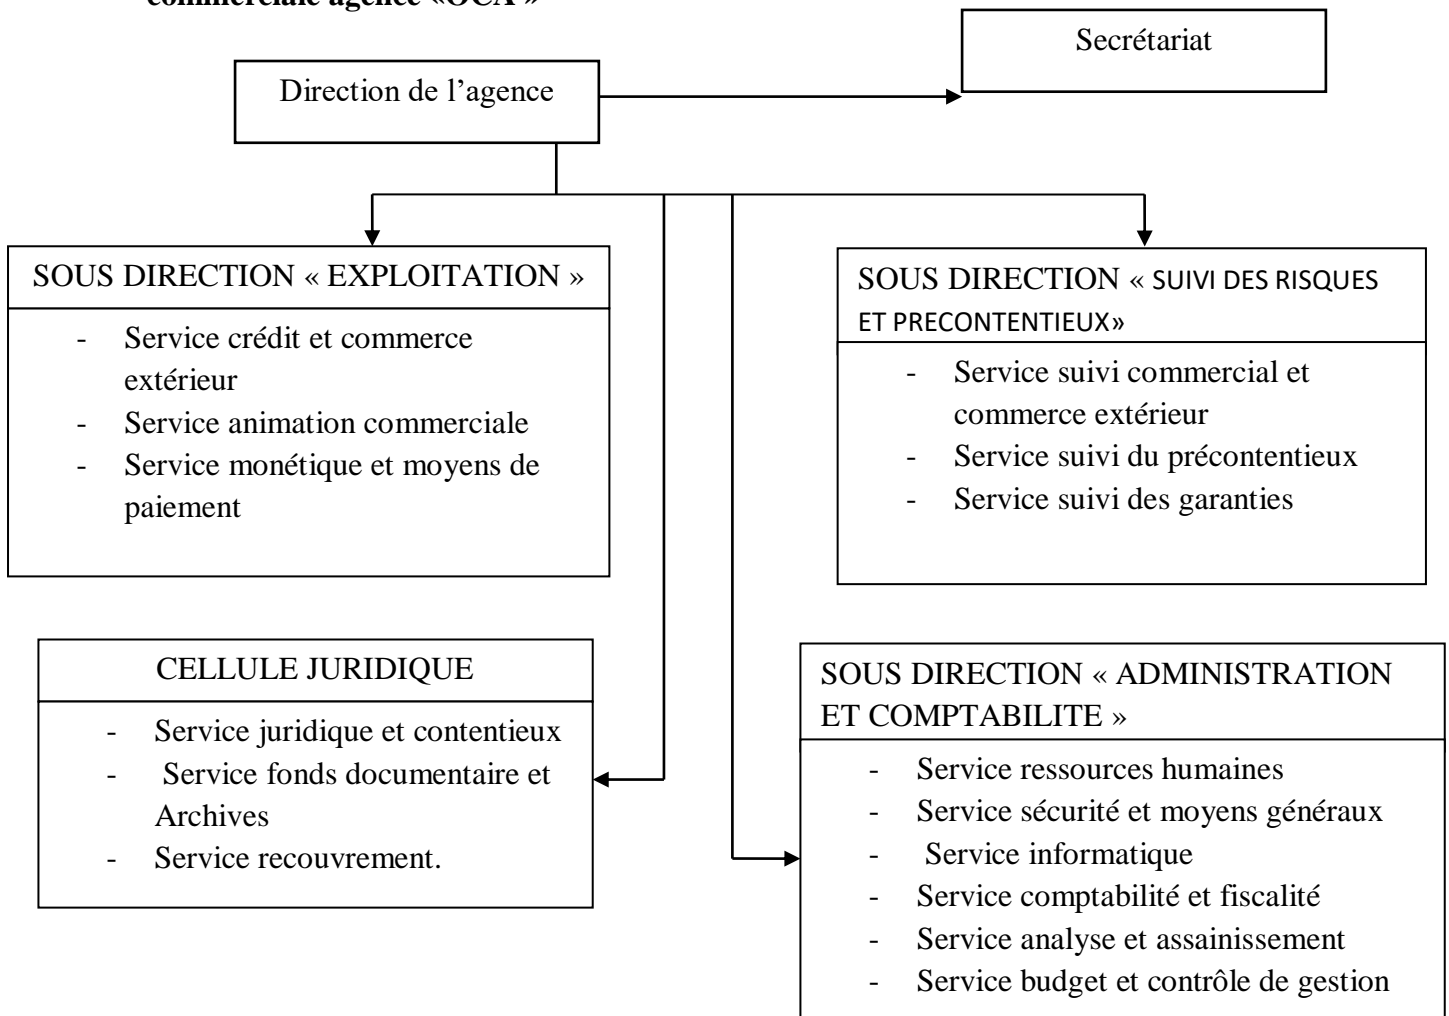 commerciale agence «OCA »
Secrétariat
Direction de l’agence
SOUS DIRECTION « EXPLOITATION »
- Service crédit et commerce
extérieur
- Service animation commerciale
- Service monétique et moyens de
paiement
SOUS DIRECTION « SUIVI DES RISQUES
ET PRECONTENTIEUX»
- Service suivi commercial et
commerce extérieur
- Service suivi du précontentieux
- Service suivi des garanties
CELLULE JURIDIQUE
- Service juridique et contentieux
- Service fonds documentaire et
Archives
- Service recouvrement.
SOUS DIRECTION « ADMINISTRATION
ET COMPTABILITE »
- Service ressources humaines
- Service sécurité et moyens généraux
- Service informatique
- Service comptabilité et fiscalité
- Service analyse et assainissement
- Service budget et contrôle de gestion